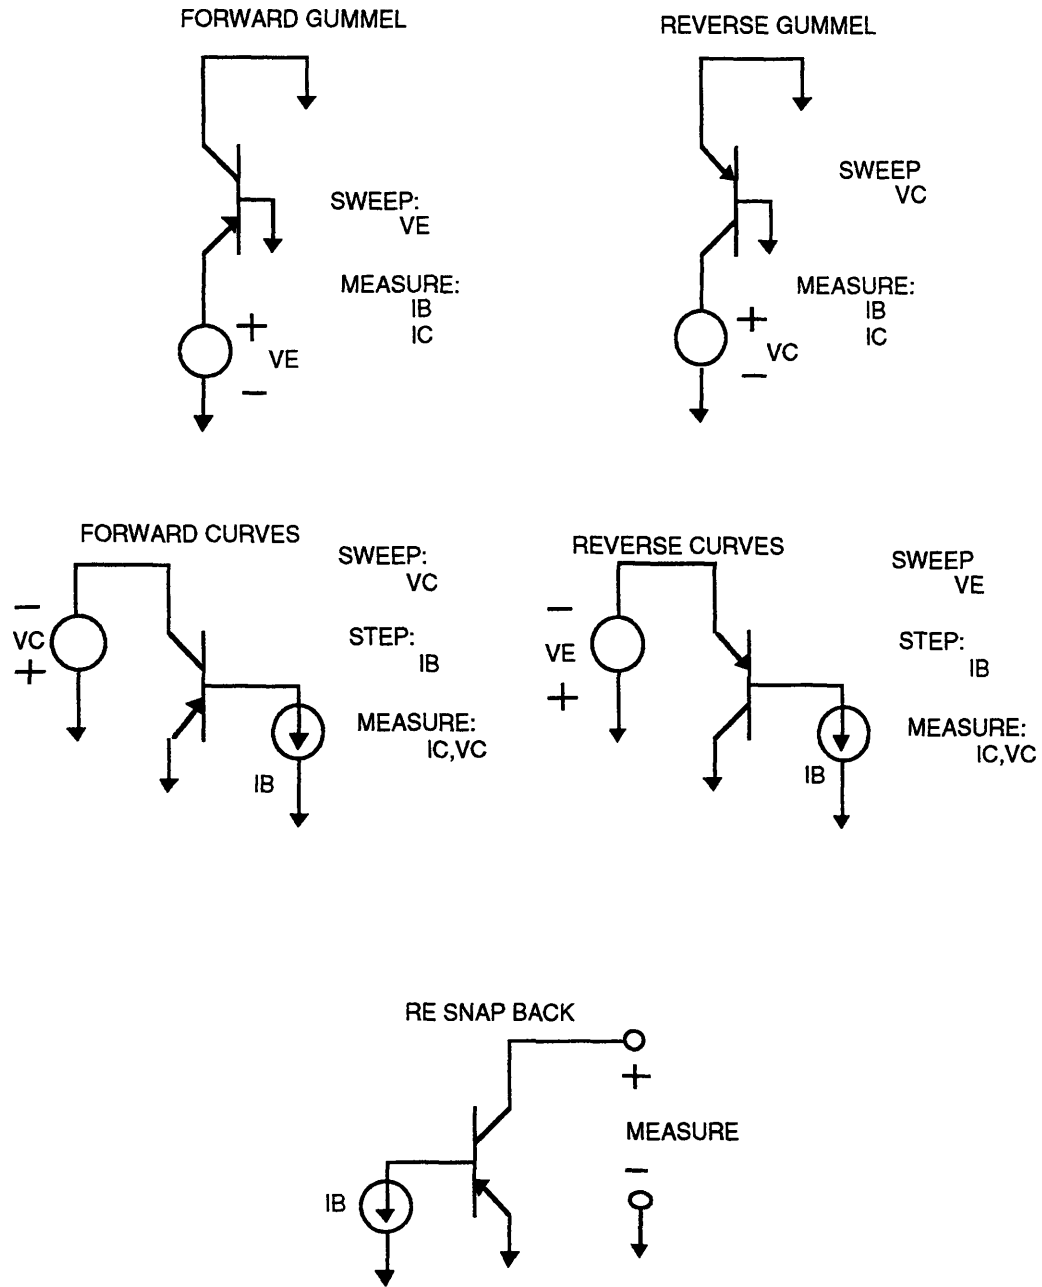 FORWARD GUMMEL
SWEEP:
VE
MEASURE:
IB
IC
+
VE
−
REVERSE GUMMEL
SWEEP
VC
MEASURE:
IB
IC
+
VC
−
FORWARD CURVES
−
VC
+
SWEEP:
VC
STEP:
IB
MEASURE:
IC,VC
IB
REVERSE CURVES
−
VE
+
SWEEP
VE
STEP:
IB
MEASURE:
IC,VC
IB
RE SNAP BACK
+
MEASURE
−
IB